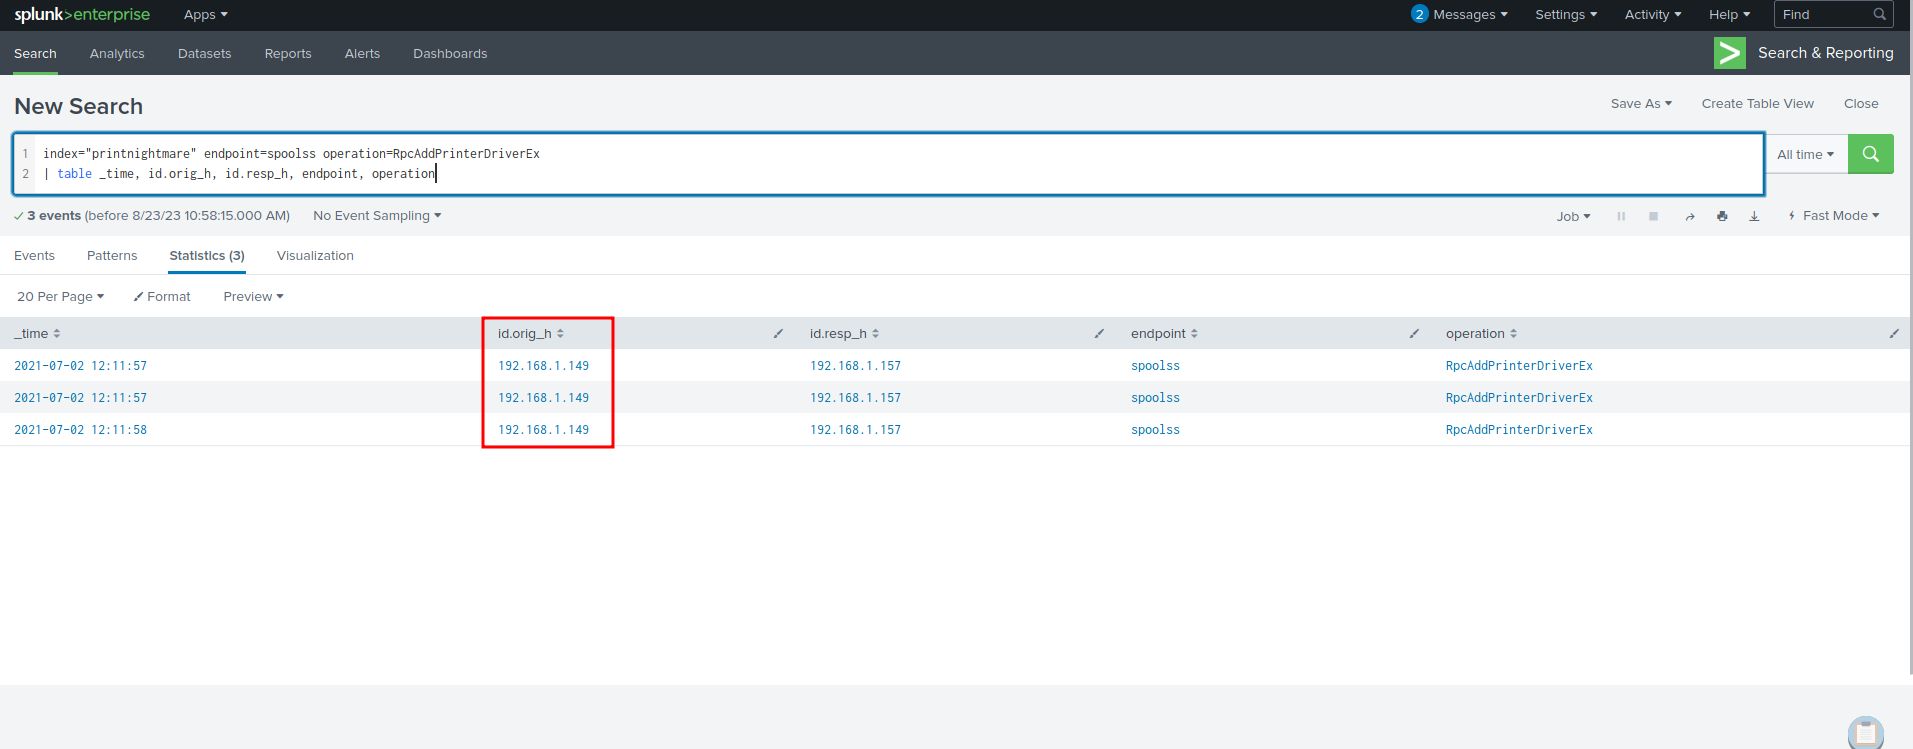 splunk>enterprise Apps 2 Messages Settings Activity Help Find
Search Analytics Datasets Reports Alerts Dashboards > Search & Reporting
New Search Save As Create Table View Close
1 index="printnightmare" endpoint=spoolss operation=RpcAddPrinterDriverEx All time
2 | table _time, id.orig_h, id.resp_h, endpoint, operation
✓ 3 events (before 8/23/23 10:58:15.000 AM) No Event Sampling Job Fast Mode
Events Patterns Statistics (3) Visualization
20 Per Page Format Preview
_time id.orig_h id.resp_h endpoint operation
2021-07-02 12:11:57 192.168.1.149 192.168.1.157 spoolss RpcAddPrinterDriverEx
2021-07-02 12:11:57 192.168.1.149 192.168.1.157 spoolss RpcAddPrinterDriverEx
2021-07-02 12:11:58 192.168.1.149 192.168.1.157 spoolss RpcAddPrinterDriverEx